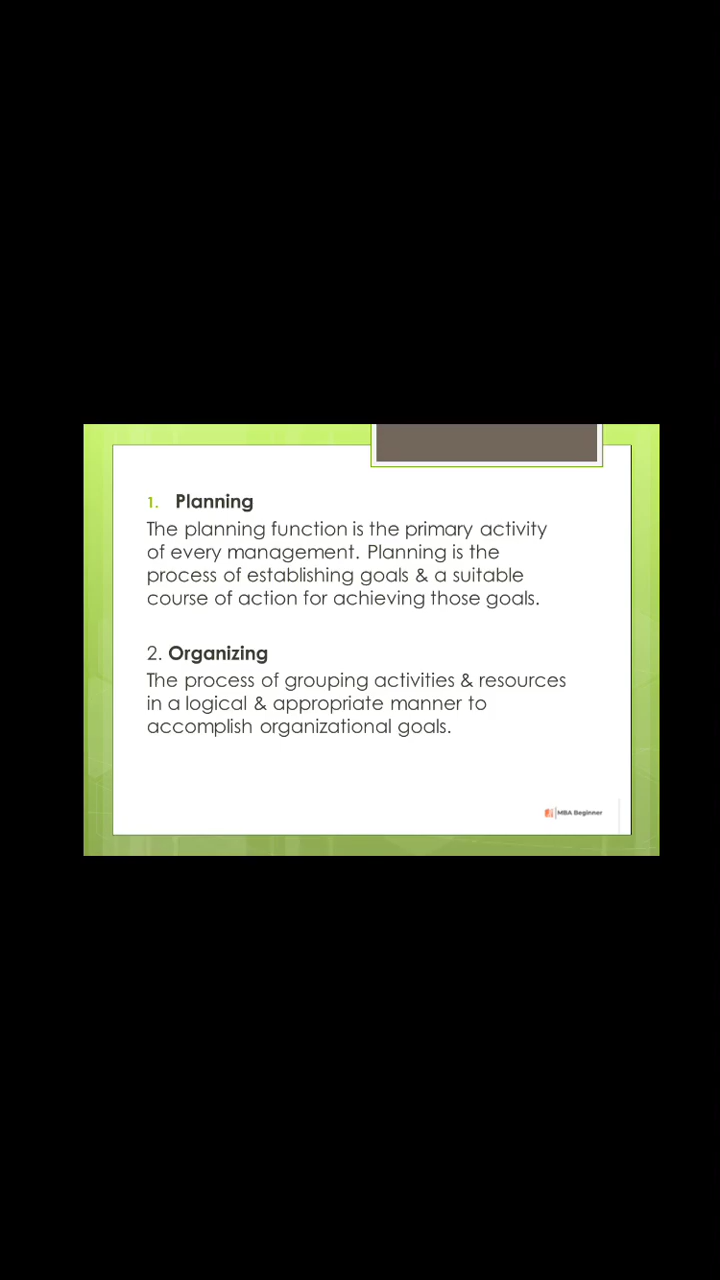 1. Planning
The planning function is the primary activity
of every management. Planning is the
process of establishing goals & a suitable
course of action for achieving those goals.
2. Organizing
The process of grouping activities & resources
in a logical & appropriate manner to
accomplish organizational goals.
MBA Beginner